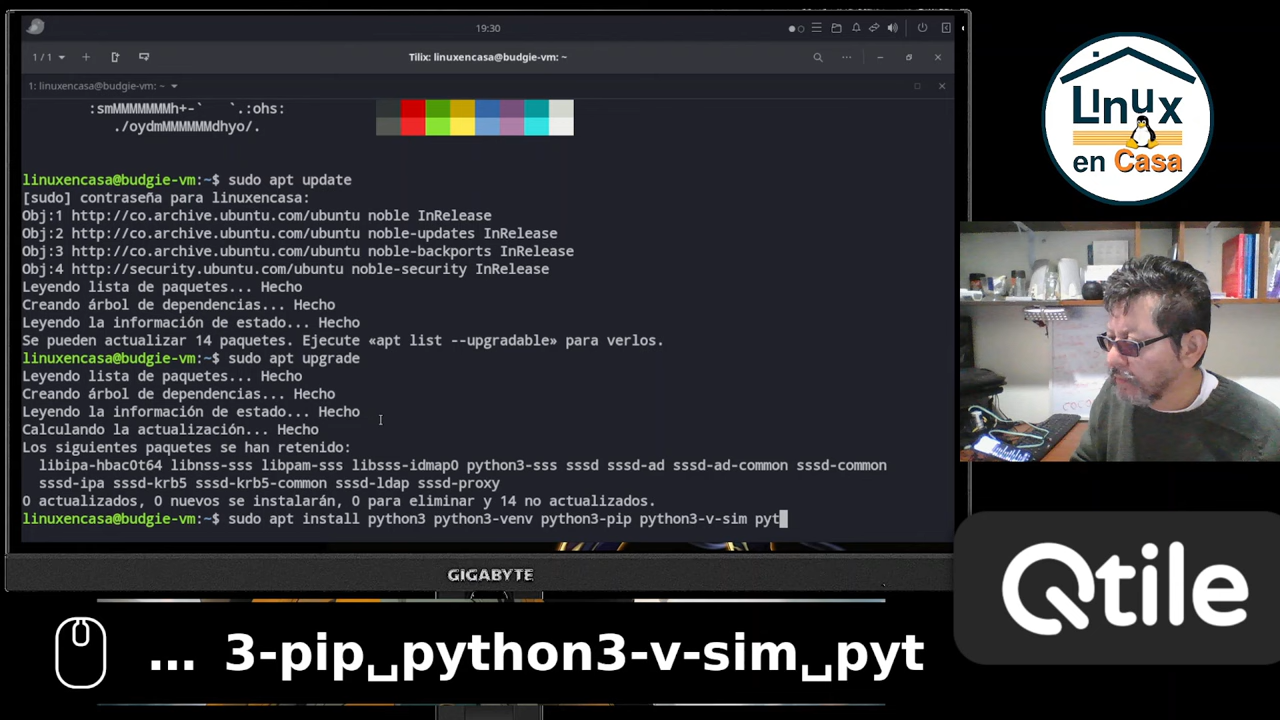 19:30
1 / 1
Tilix: linuxencasa@budgie-vm: ~
1: linuxencasa@budgie-vm: ~
:smMMMMMMMh+-` `.:ohs:
./oydmMMMMMMdhyo/.
linuxencasa@budgie-vm:~$ sudo apt update
[sudo] contraseña para linuxencasa:
Obj:1 http://co.archive.ubuntu.com/ubuntu noble InRelease
Obj:2 http://co.archive.ubuntu.com/ubuntu noble-updates InRelease
Obj:3 http://co.archive.ubuntu.com/ubuntu noble-backports InRelease
Obj:4 http://security.ubuntu.com/ubuntu noble-security InRelease
Leyendo lista de paquetes... Hecho
Creando árbol de dependencias... Hecho
Leyendo la información de estado... Hecho
Se pueden actualizar 14 paquetes. Ejecute «apt list --upgradable» para verlos.
linuxencasa@budgie-vm:~$ sudo apt upgrade
Leyendo lista de paquetes... Hecho
Creando árbol de dependencias... Hecho
Leyendo la información de estado... Hecho
Calculando la actualización... Hecho
Los siguientes paquetes se han retenido:
libipa-hbac0t64 libnss-sss libpam-sss libsss-idmap0 python3-sss sssd sssd-ad sssd-ad-common sssd-common
sssd-ipa sssd-krb5 sssd-krb5-common sssd-ldap sssd-proxy
0 actualizados, 0 nuevos se instalarán, 0 para eliminar y 14 no actualizados.
linuxencasa@budgie-vm:~$ sudo apt install python3 python3-venv python3-pip python3-v-sim pyt
GIGABYTE
... 3-pip␣python3-v-sim␣pyt
Linux
en Casa
Qtile